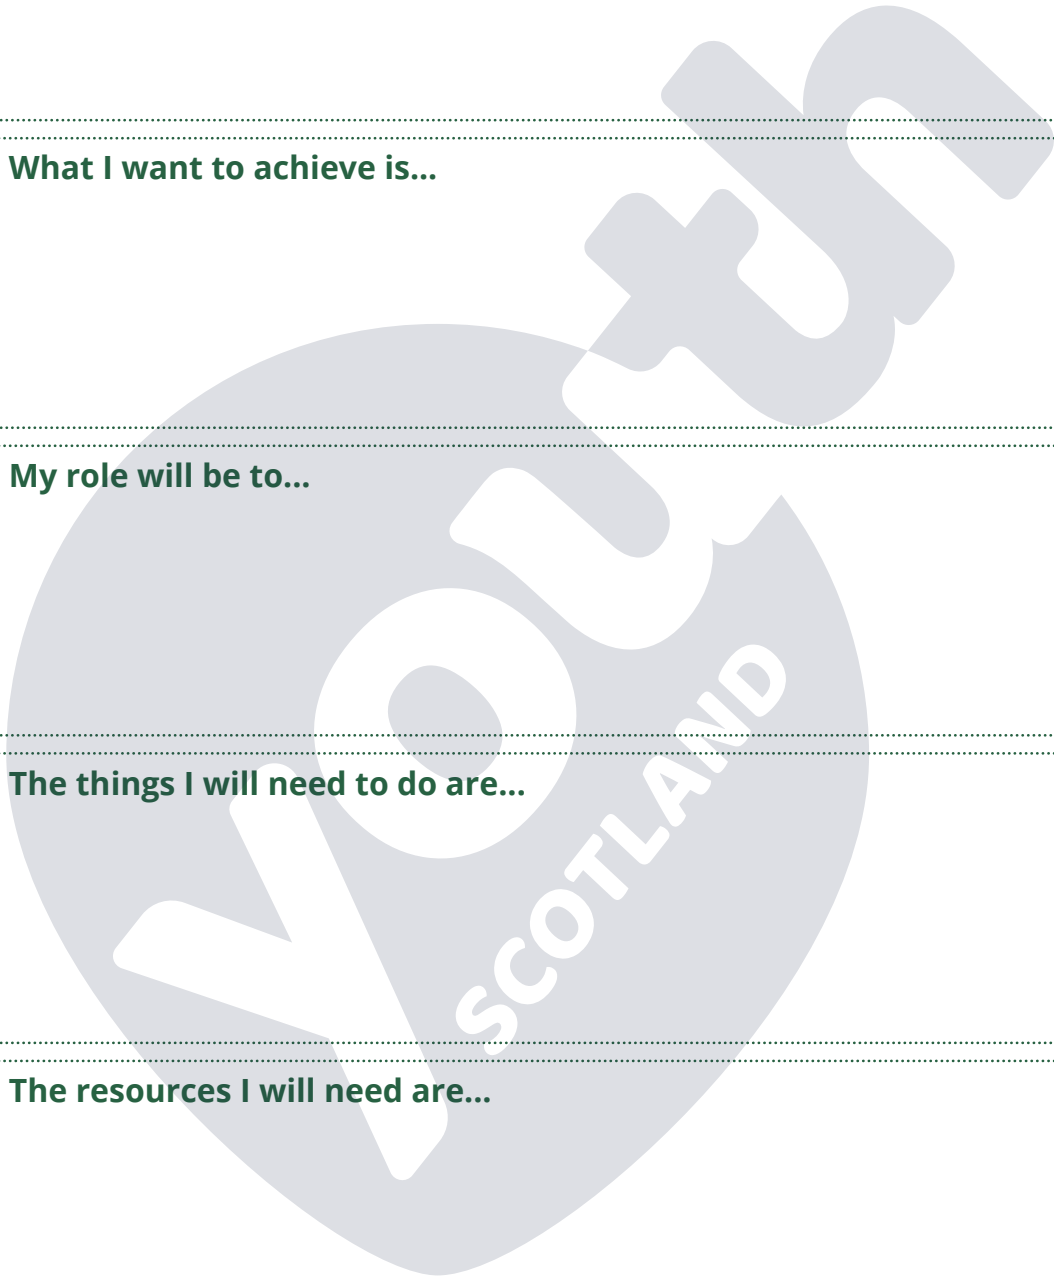 What I want to achieve is...
My role will be to...
The things I will need to do are...
The resources I will need are...
Youth
SCOTLAND